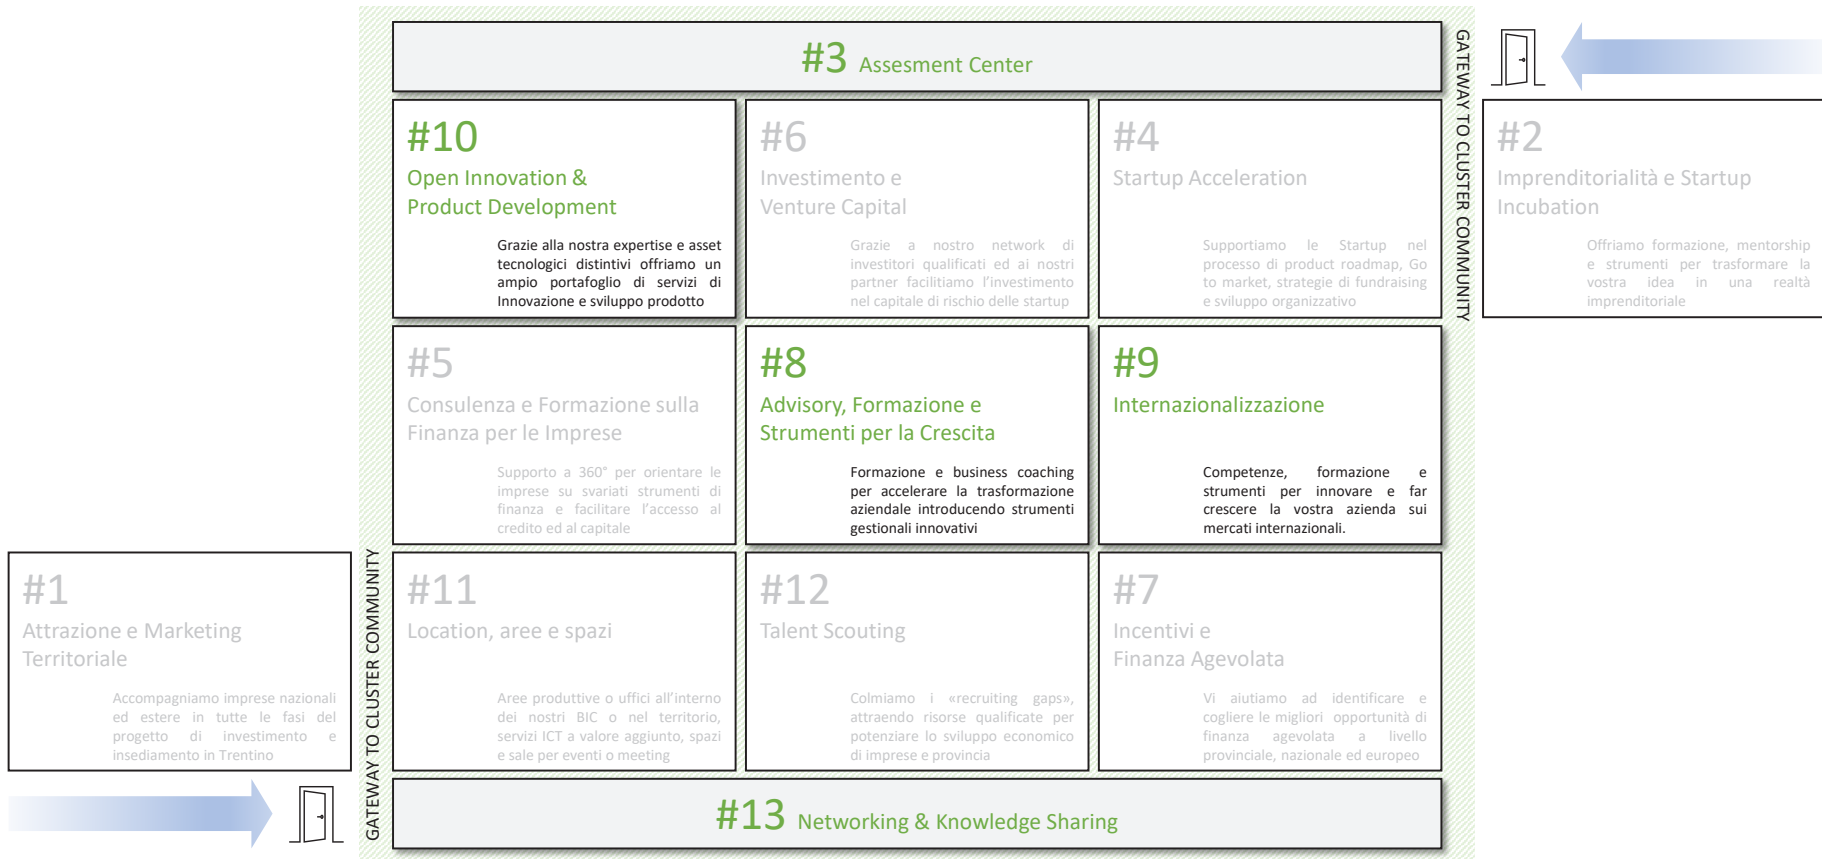 #3 Assesment Center
#10
Open Innovation &
Product Development
Grazie alla nostra expertise e asset
tecnologici distintivi offriamo un
ampio portafoglio di servizi di
Innovazione e sviluppo prodotto
#6
Investimento e
Venture Capital
Grazie a nostro network di
investitori qualificati ed ai nostri
partner facilitiamo l'investimento
nel capitale di rischio delle startup
#4
Startup Acceleration
Supportiamo le Startup nel
processo di product roadmap, Go
to market, strategie di fundraising
e sviluppo organizzativo
GATEWAY TO CLUSTER COMMUNITY
#2
Imprenditorialità e Startup
Incubation
Offriamo formazione, mentorship
e strumenti per trasformare la
vostra idea in una realtà
imprenditoriale
#5
Consulenza e Formazione sulla
Finanza per le Imprese
Supporto a 360° per orientare le
imprese su svariati strumenti di
finanza e facilitare l'accesso al
credito ed al capitale
#8
Advisory, Formazione e
Strumenti per la Crescita
Formazione e business coaching
per accelerare la trasformazione
aziendale introducendo strumenti
gestionali innovativi
#9
Internazionalizzazione
Competenze, formazione e
strumenti per innovare e far
crescere la vostra azienda sui
mercati internazionali.
#1
Attrazione e Marketing
Territoriale
Accompagniamo imprese nazionali
ed estere in tutte le fasi del
progetto di investimento e
insediamento in Trentino
GATEWAY TO CLUSTER COMMUNITY
#11
Location, aree e spazi
Aree produttive o uffici all'interno
dei nostri BIC o nel territorio,
servizi ICT a valore aggiunto, spazi
e sale per eventi o meeting
#12
Talent Scouting
Colmiamo i «recruiting gaps»,
attraendo risorse qualificate per
potenziare lo sviluppo economico
di imprese e provincia
#7
Incentivi e
Finanza Agevolata
Vi aiutiamo ad identificare e
cogliere le migliori opportunità di
finanza agevolata a livello
provinciale, nazionale ed europeo
#13 Networking & Knowledge Sharing